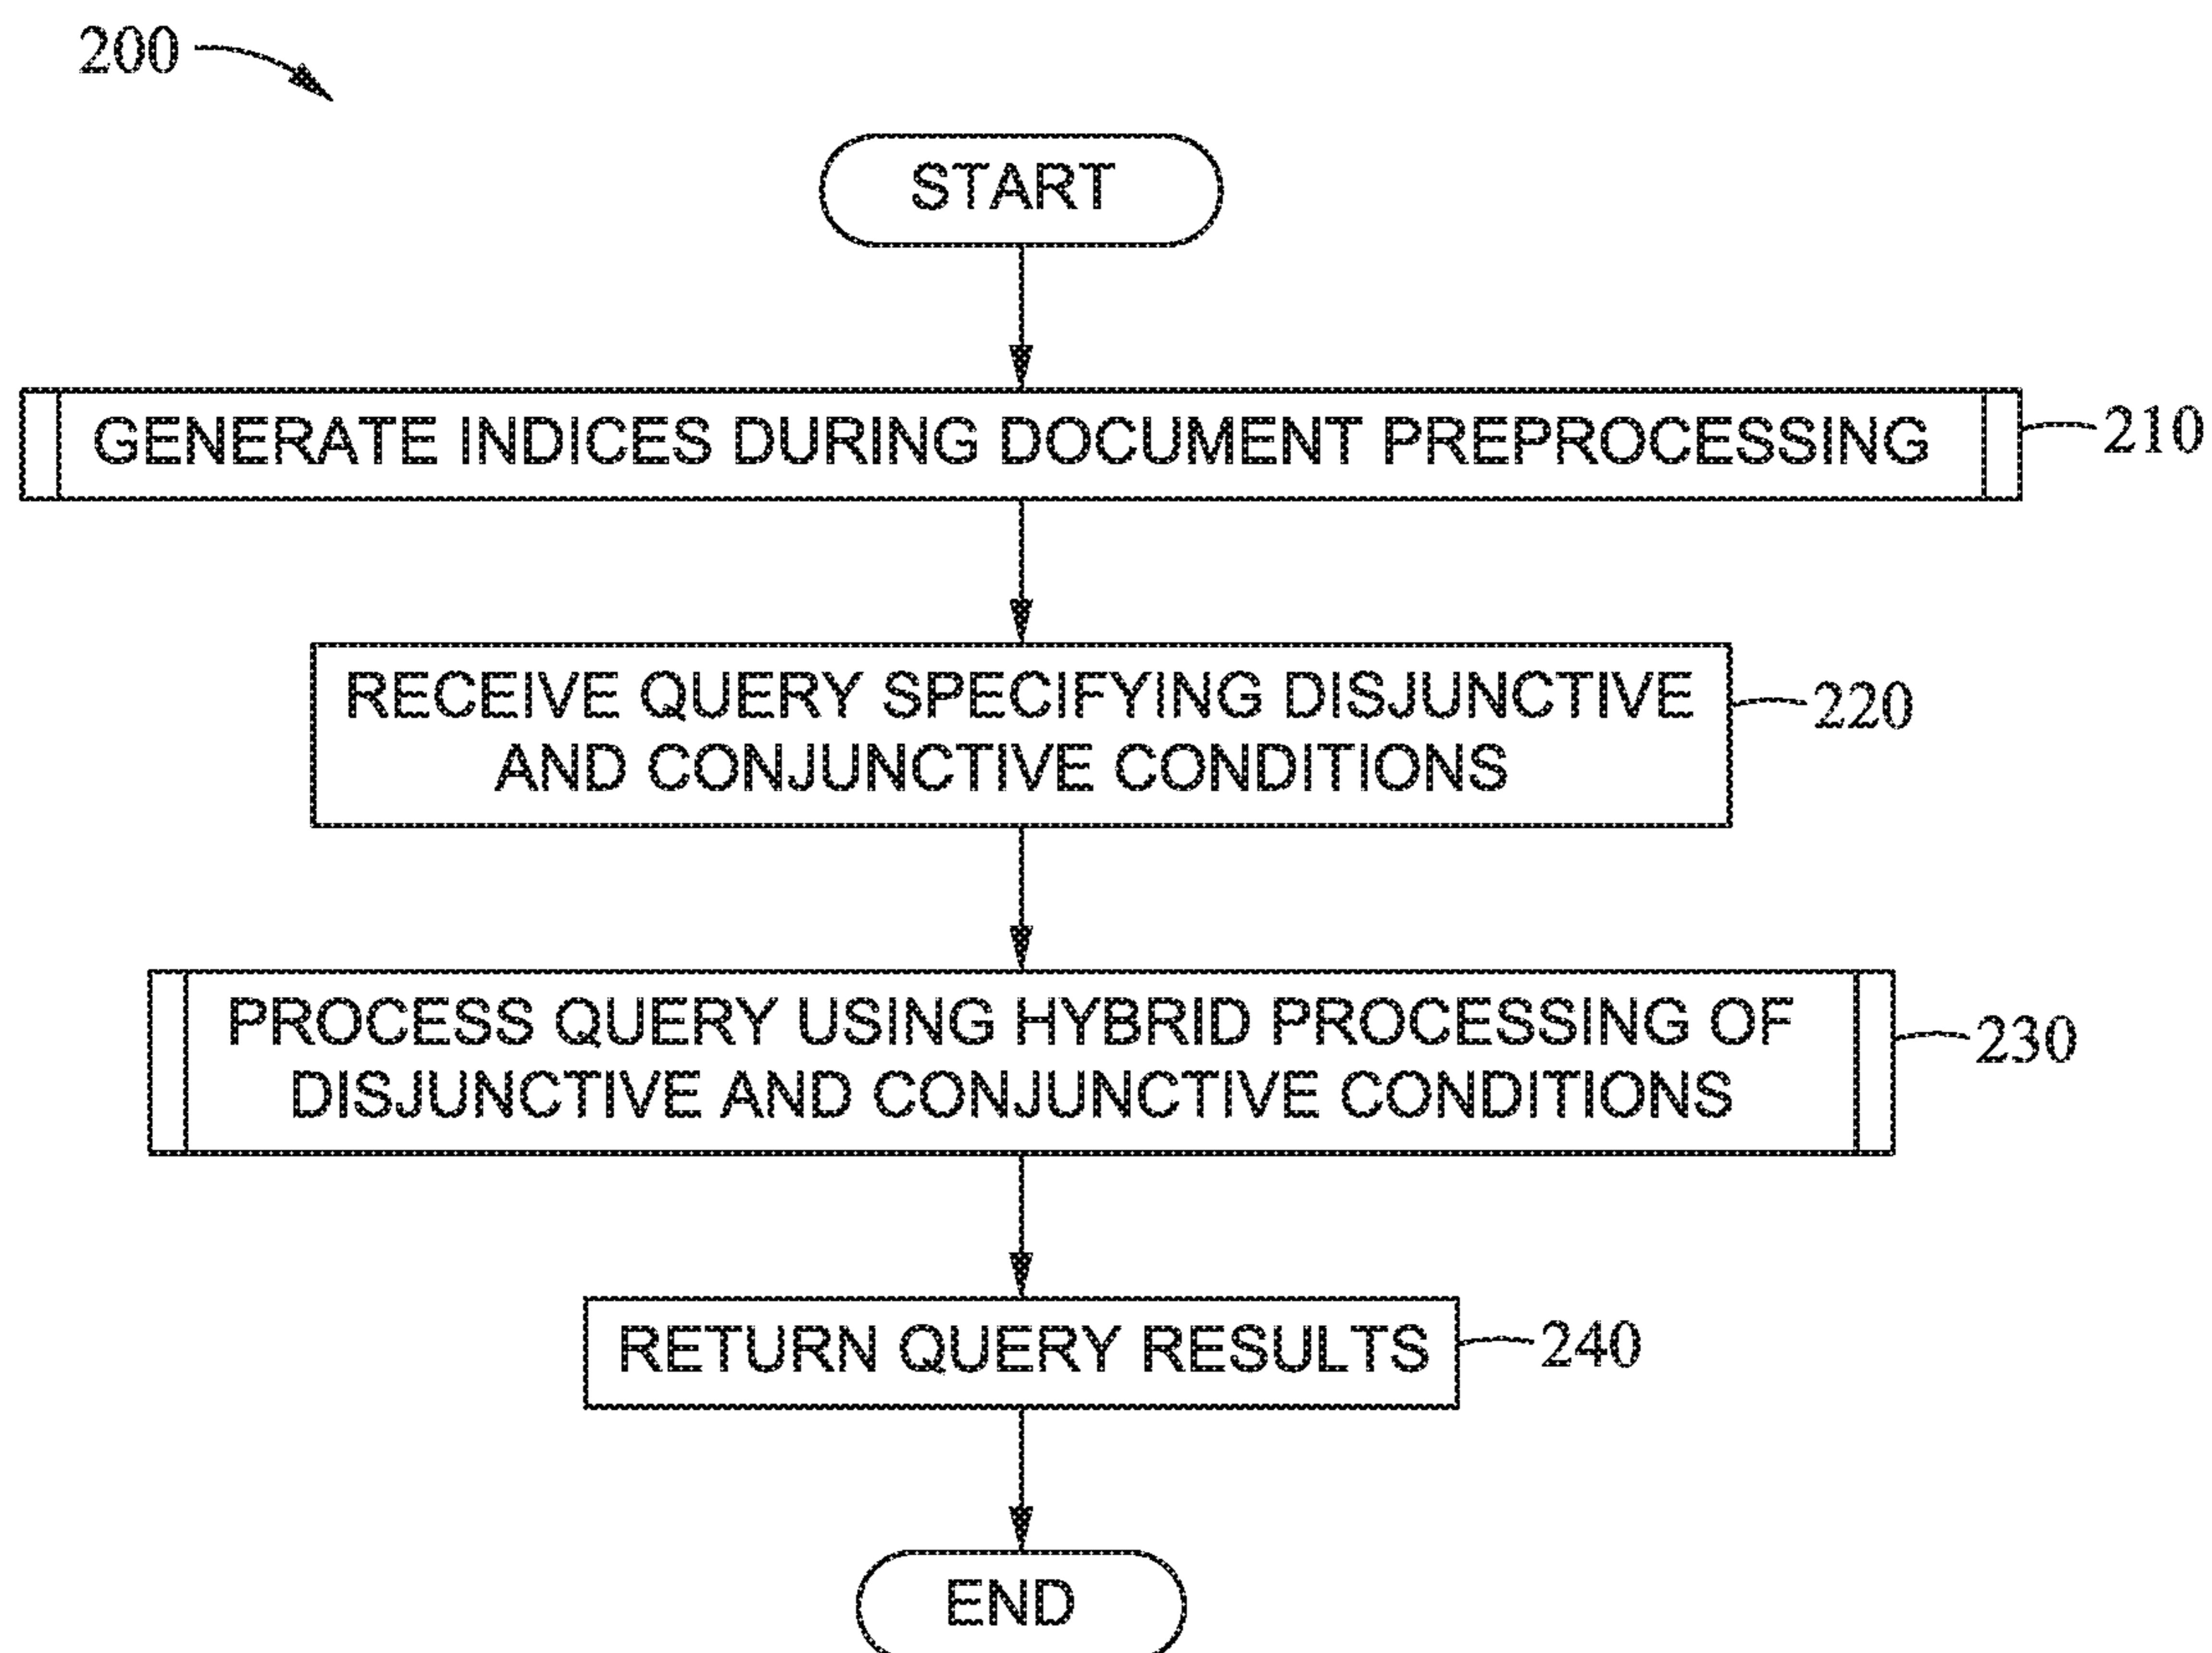 200
START
GENERATE INDICES DURING DOCUMENT PREPROCESSING
210
RECEIVE QUERY SPECIFYING DISJUNCTIVE
AND CONJUNCTIVE CONDITIONS
220
PROCESS QUERY USING HYBRID PROCESSING OF
DISJUNCTIVE AND CONJUNCTIVE CONDITIONS
230
RETURN QUERY RESULTS
240
END